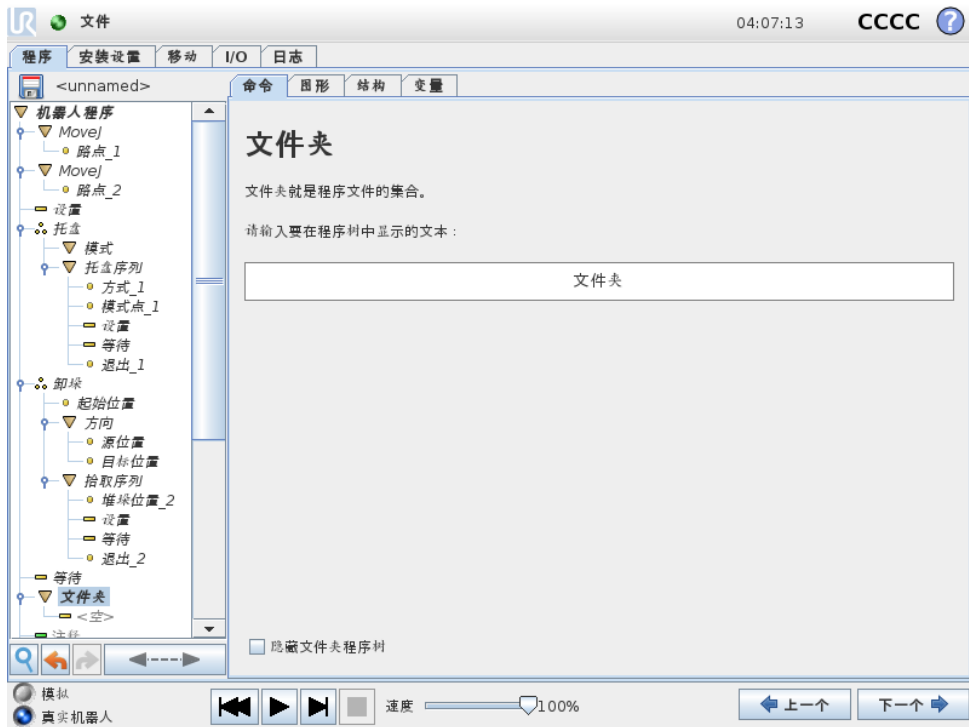 UR 文件 04:07:13 CCCC ?
程序 安装设置 移动 I/O 日志
<unnamed> 命令 图形 结构 变量
机器人程序
MoveJ
路点_1
MoveJ
路点_2
设置
托盘
模式
托盘序列
方式_1
模式点_1
设置
等待
退出_1
卸垛
起始位置
方向
源位置
目标位置
拾取序列
堆垛位置_2
设置
等待
退出_2
等待
文件夹
<空>
注释
文件夹
文件夹就是程序文件的集合。
请输入要在程序树中显示的文本：
文件夹
隐藏文件夹程序树
模拟
真实机器人
速度 100% 上一个 下一个